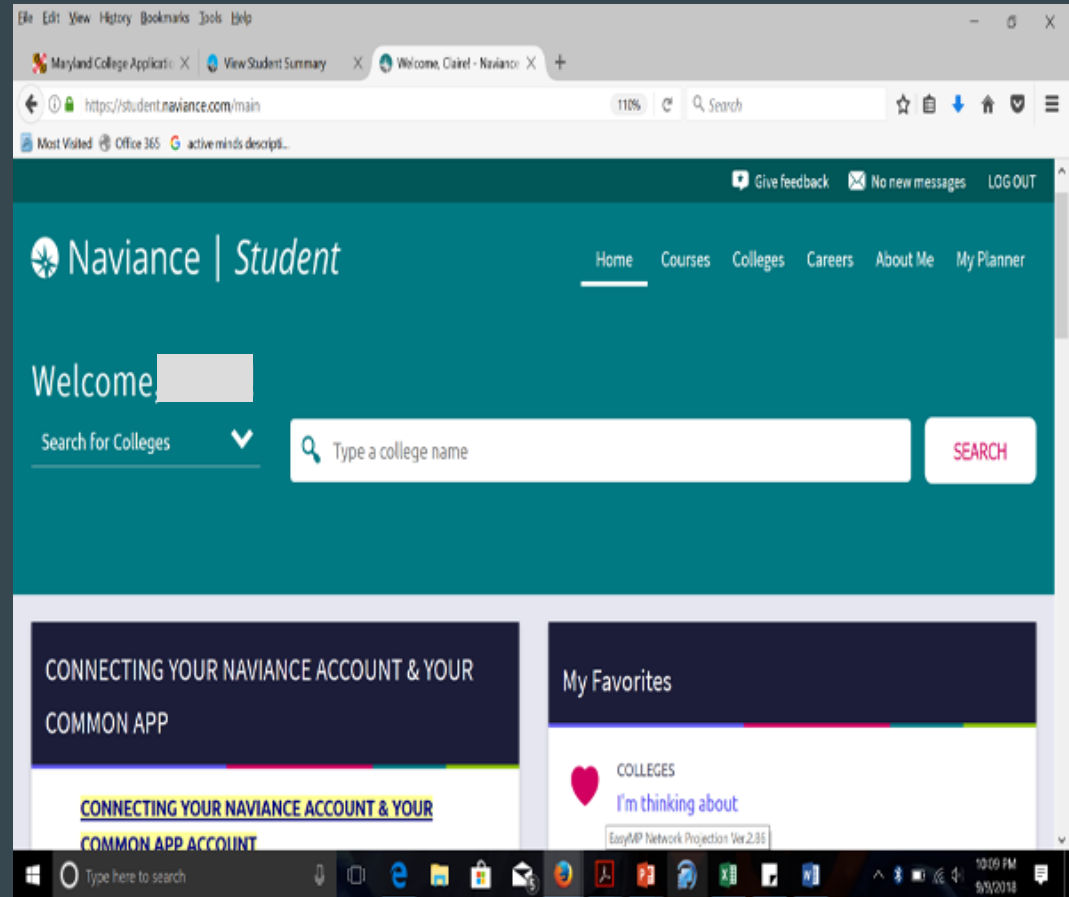 File Edit View History Bookmarks Tools Help
Maryland College Applicatic
View Student Summary
Welcome, Claire! - Naviance
https://student.naviance.com/main
110%
Search
Most Visited
Office 365
active minds descripti...
Give feedback
No new messages
LOG OUT
Naviance | Student
Home Courses Colleges Careers About Me My Planner
Welcome,
Search for Colleges
Type a college name
SEARCH
CONNECTING YOUR NAVIANCE ACCOUNT & YOUR
COMMON APP
CONNECTING YOUR NAVIANCE ACCOUNT & YOUR
COMMON APP ACCOUNT
My Favorites
COLLEGES
I'm thinking about
EasyMP Network Projection Ver.2.86
Type here to search
10:09 PM
9/9/2018